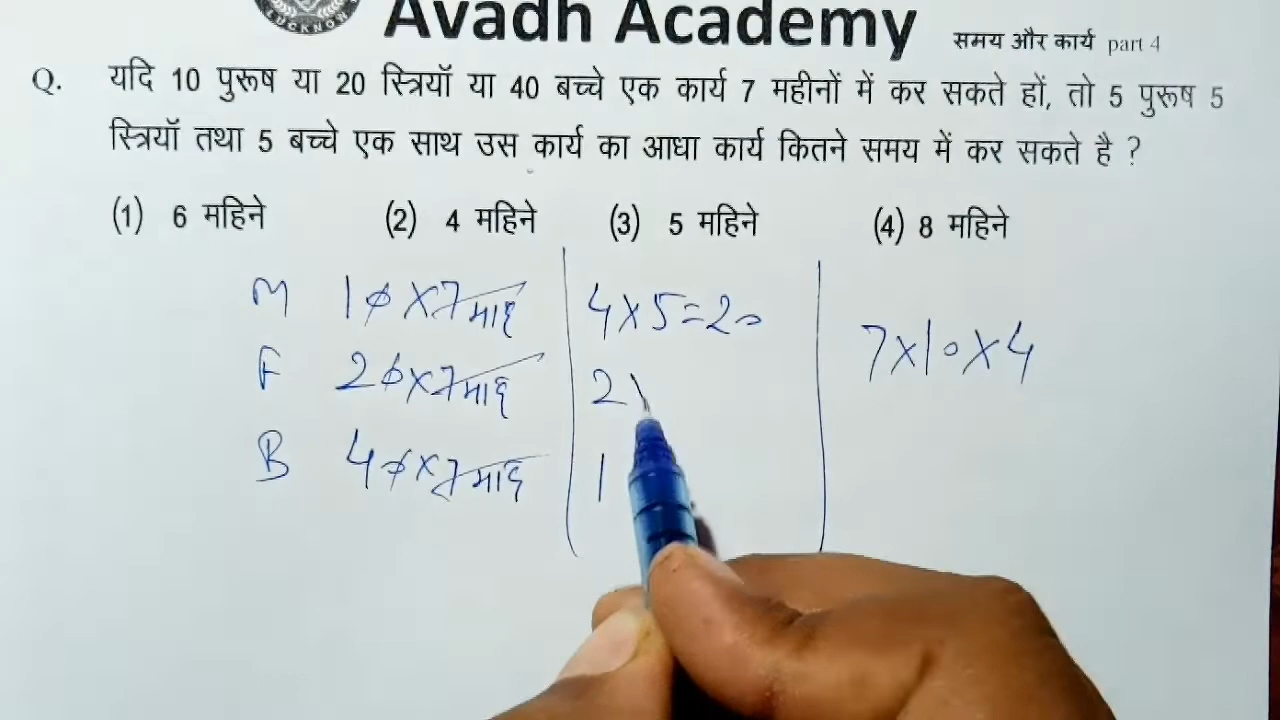 LUCKNOW
Avadh Academy
समय और कार्य part 4
Q. यदि 10 पुरूष या 20 स्त्रियॉ या 40 बच्चे एक कार्य 7 महीनों में कर सकते हों, तो 5 पुरूष 5
स्त्रियॉ तथा 5 बच्चे एक साथ उस कार्य का आधा कार्य कितने समय में कर सकते है ?
(1) 6 महिने (2) 4 महिने (3) 5 महिने (4) 8 महिने
M 10 x 7 माह 4 x 5 = 20
7 x 10 x 4
F 20 x 7 माह 2
B 40 x 7 माह 1